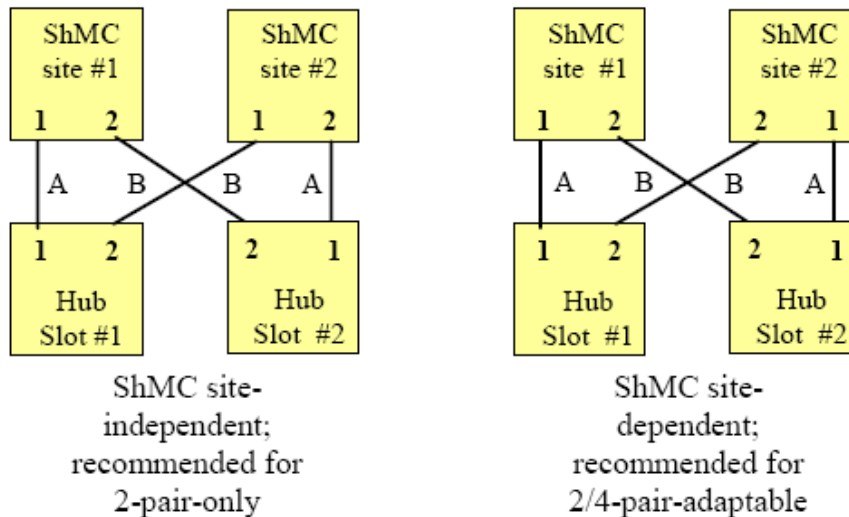 ShMC
site #1
1 2
ShMC
site #2
1 2
A B B A
1 2
Hub
Slot #1
2 1
Hub
Slot #2
ShMC site-
independent;
recommended for
2-pair-only
ShMC
site #1
1 2
ShMC
site #2
2 1
A B B A
1 2
Hub
Slot #1
2 1
Hub
Slot #2
ShMC site-
dependent;
recommended for
2/4-pair-adaptable